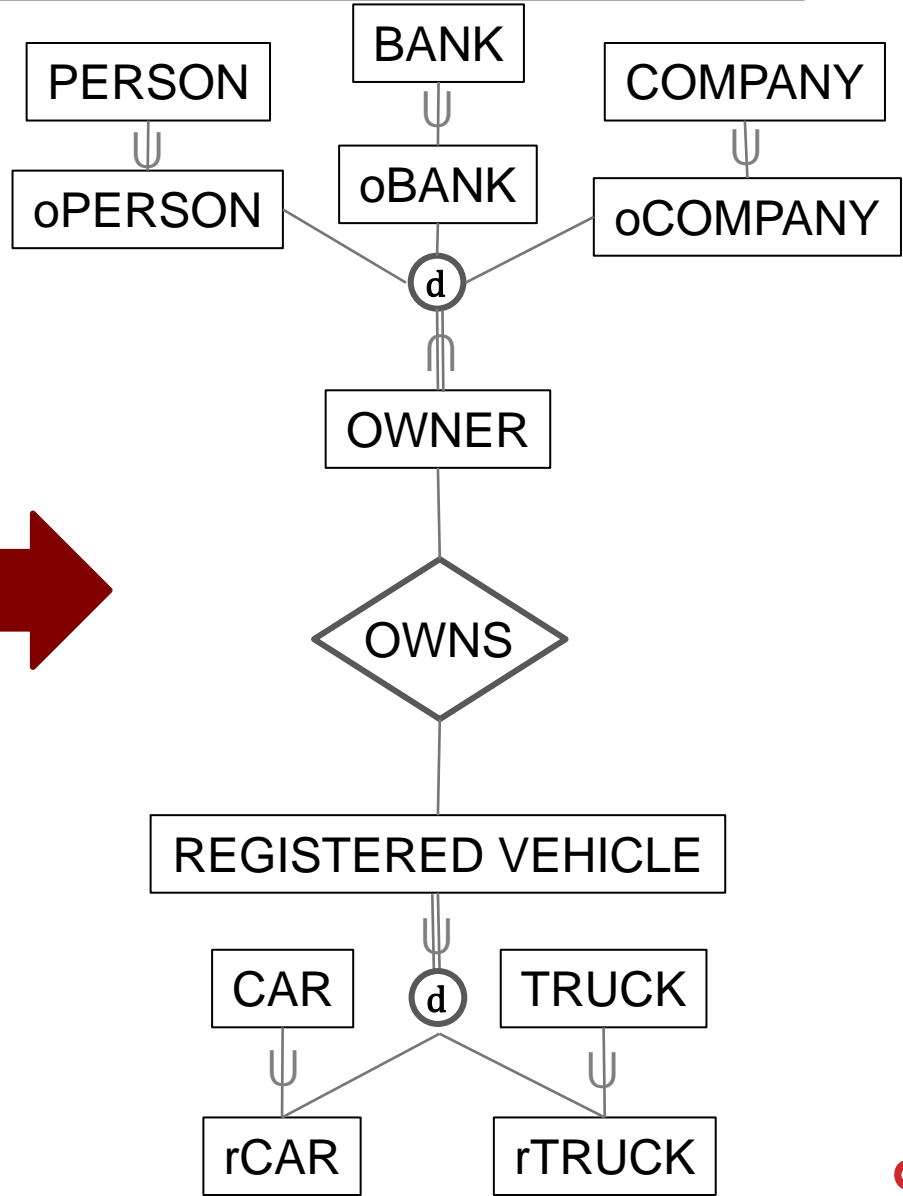 BANK
PERSON
COMPANY
oBANK
oPERSON
oCOMPANY
d
OWNER
OWNS
REGISTERED VEHICLE
CAR
d
TRUCK
rCAR
rTRUCK